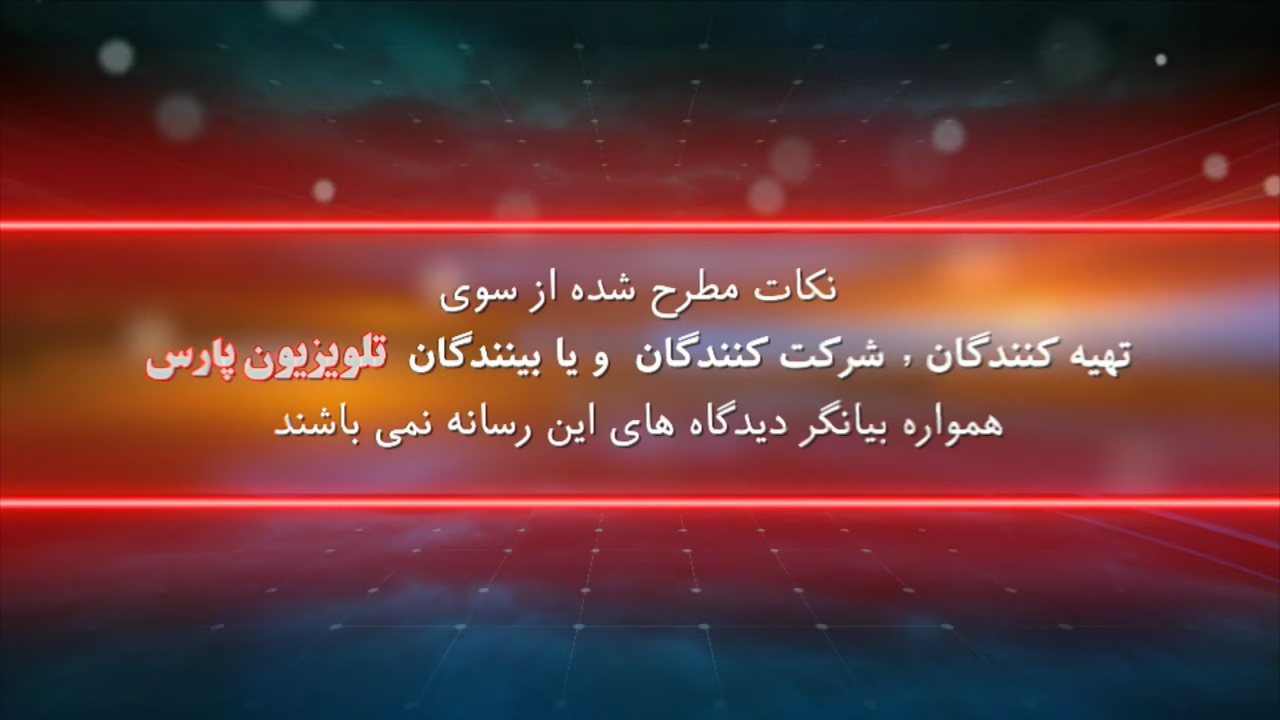 نکات مطرح شده از سوی
تهیه کنندگان , شرکت کنندگان و یا بینندگان تلویزیون پارس
همواره بیانگر دیدگاه های این رسانه نمی باشند